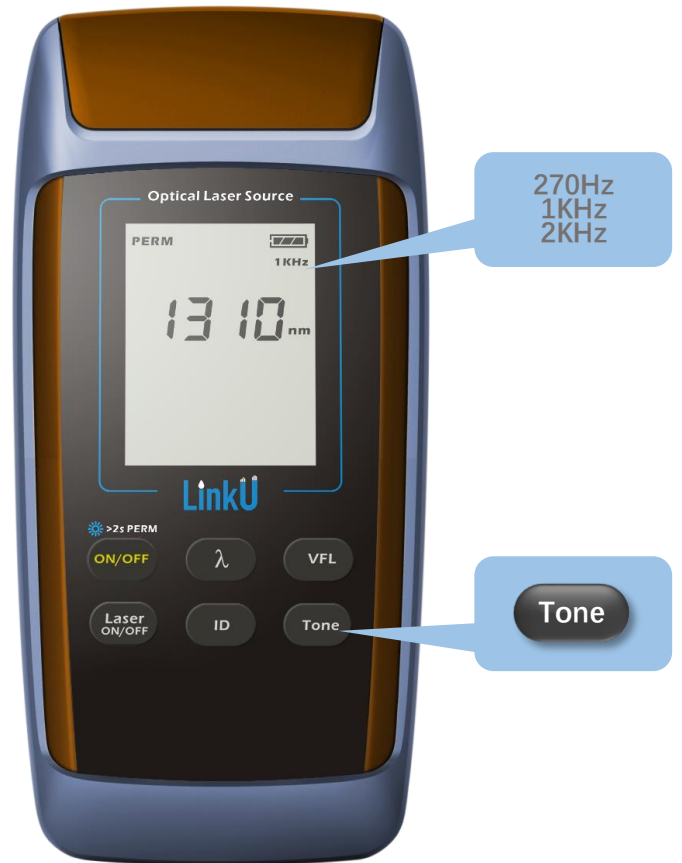 Optical Laser Source
PERM
1KHz
1310nm
LinkU
>2s PERM
ON/OFF
λ
VFL
Laser
ON/OFF
ID
Tone
270Hz
1KHz
2KHz
Tone